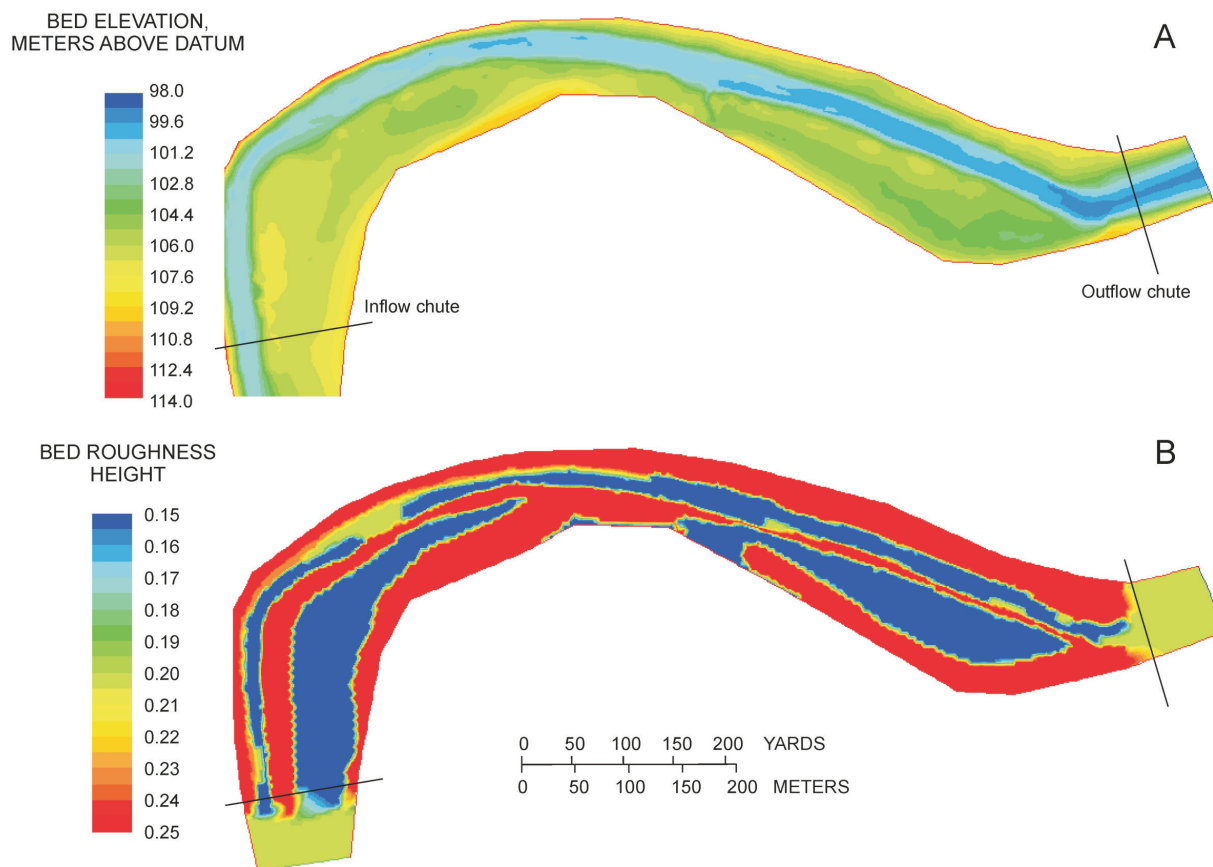 BED ELEVATION,
METERS ABOVE DATUM
A
98.0
99.6
101.2
102.8
104.4
106.0
107.6
109.2
110.8
112.4
114.0
Inflow chute
Outflow chute
BED ROUGHNESS
HEIGHT
B
0.15
0.16
0.17
0.18
0.19
0.20
0.21
0.22
0.23
0.24
0.25
0 50 100 150 200 YARDS
0 50 100 150 200 METERS